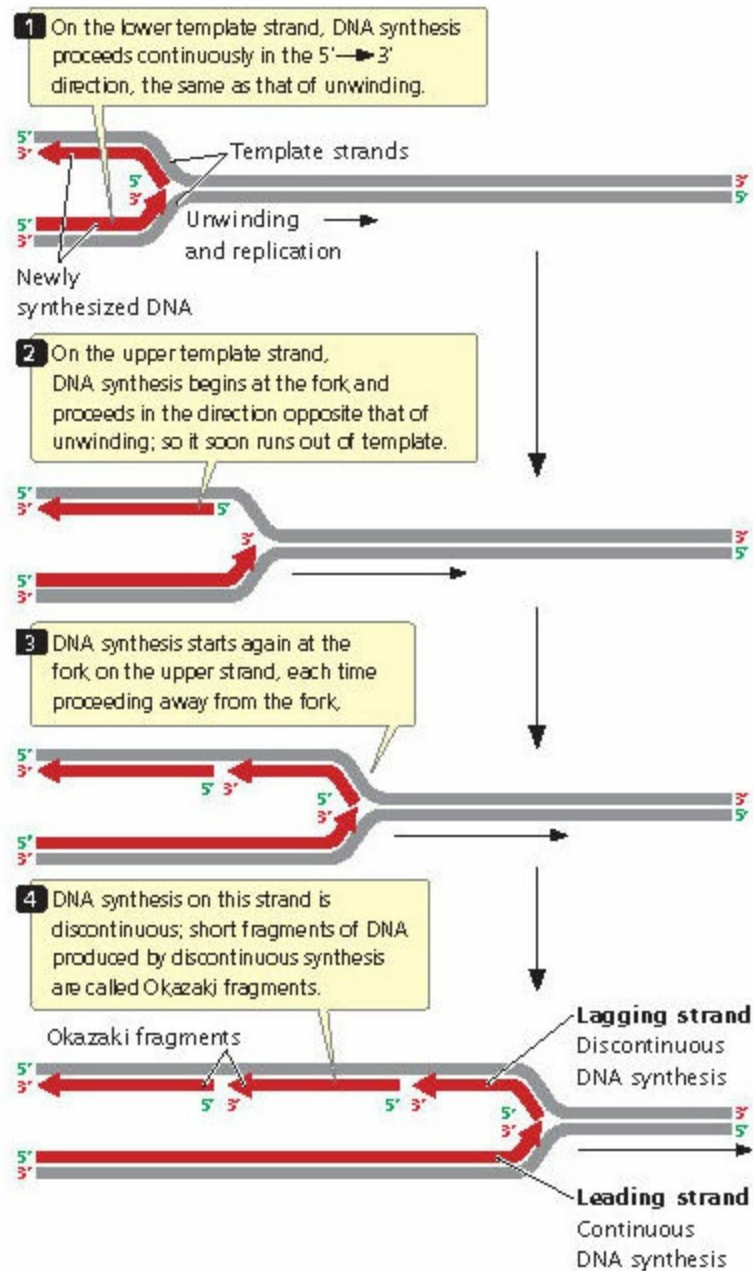 1 On the lower template strand, DNA synthesis
proceeds continuously in the 5'→3'
direction, the same as that of unwinding.
5'
3'
Template strands
5'
3'
3'
5'
5'
3'
Unwinding
and replication
Newly
synthesized DNA
2 On the upper template strand,
DNA synthesis begins at the fork, and
proceeds in the direction opposite that of
unwinding; so it soon runs out of template.
5'
3'
5'
3'
3'
5'
5'
3'
3 DNA synthesis starts again at the
fork, on the upper strand, each time
proceeding away from the fork,
5'
3'
5' 3'
5'
3'
3'
5'
5'
3'
4 DNA synthesis on this strand is
discontinuous; short fragments of DNA
produced by discontinuous synthesis
are called Okazaki fragments.
Okazaki fragments
Lagging strand
Discontinuous
DNA synthesis
5'
3'
5' 3'
5' 3'
5'
3'
3'
5'
5'
3'
Leading strand
Continuous
DNA synthesis